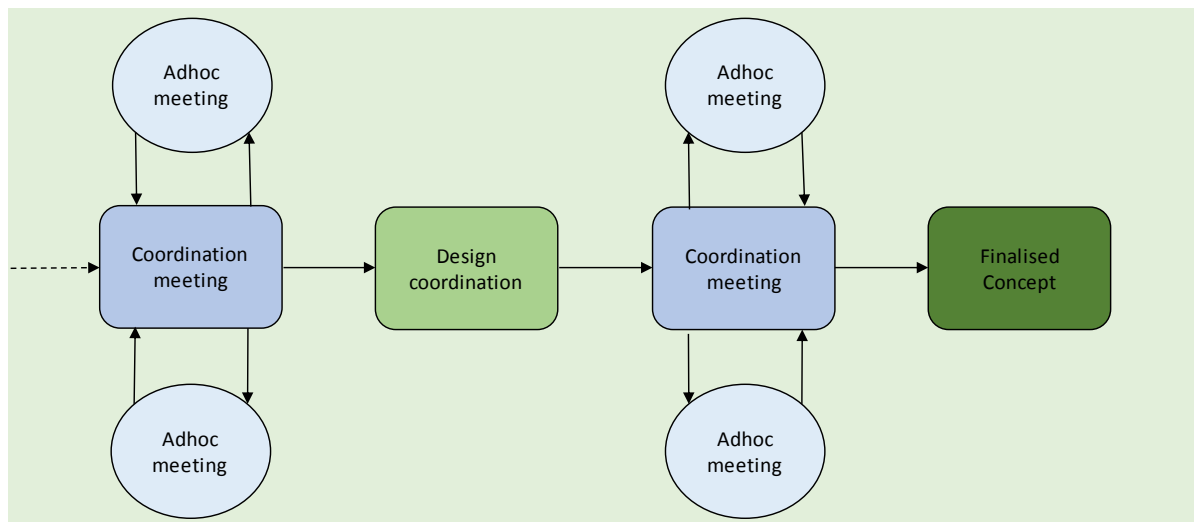 Adhoc
meeting
Adhoc
meeting
Coordination
meeting
Design
coordination
Coordination
meeting
Finalised
Concept
Adhoc
meeting
Adhoc
meeting